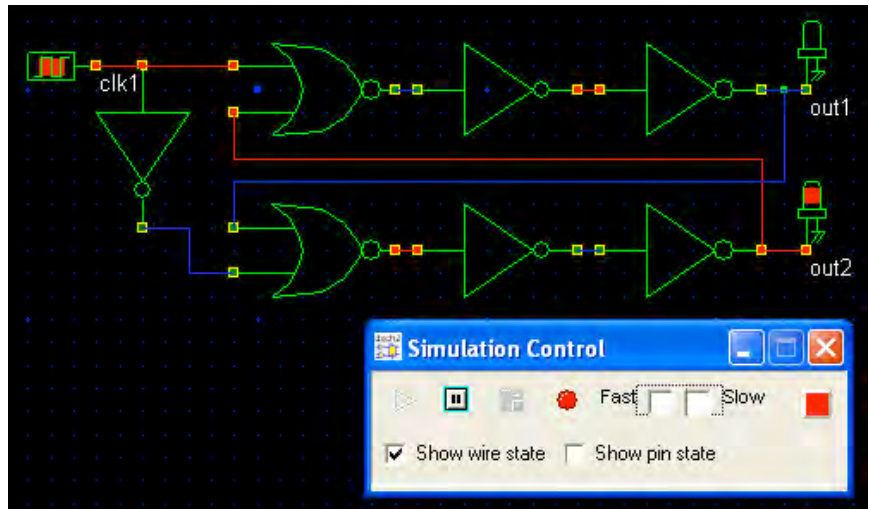 clk1
out1
out2
Simulation Control
Fast Slow
Show wire state Show pin state